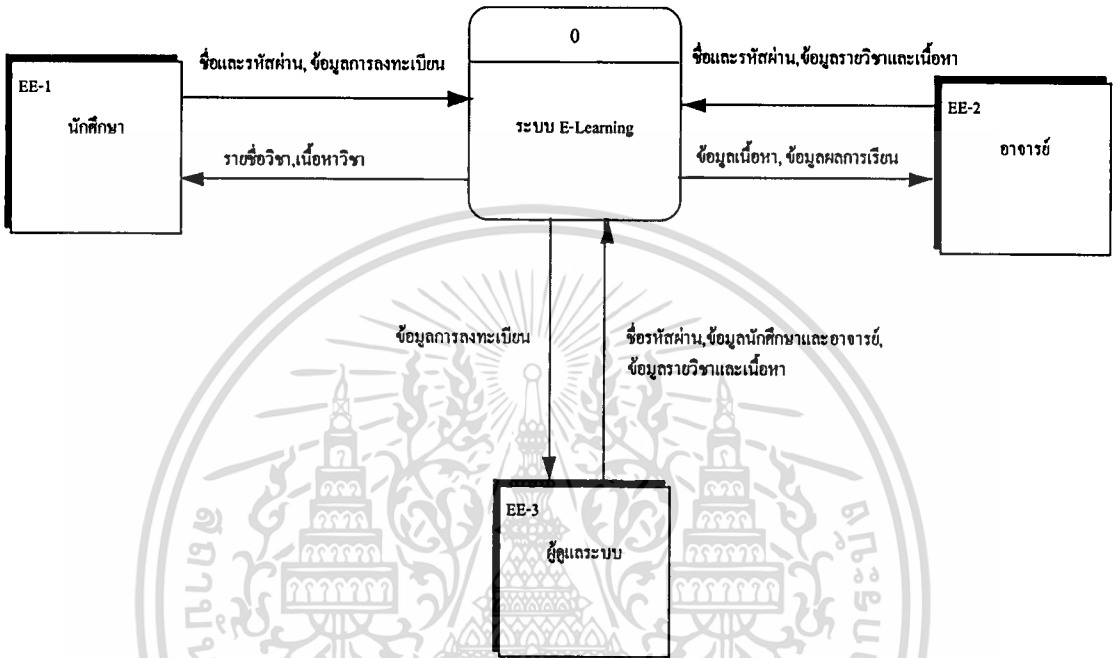 0
ชื่อและรหัสผ่าน, ข้อมูลการลงทะเบียน
ชื่อและรหัสผ่าน,ข้อมูลรายวิชาและเนื้อหา
EE-1
นักศึกษา
ระบบ E-Learning
EE-2
อาจารย์
รายชื่อวิชา,เนื้อหาวิชา
ข้อมูลเนื้อหา, ข้อมูลผลการเรียน
ข้อมูลการลงทะเบียน
ชื่อรหัสผ่าน,ข้อมูลนักศึกษาและอาจารย์,
ข้อมูลรายวิชาและเนื้อหา
EE-3
ผู้ดูแลระบบ